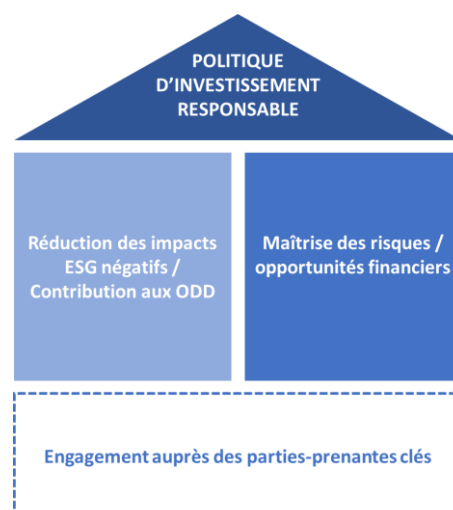 POLITIQUE
D'INVESTISSEMENT
RESPONSABLE
Réduction des impacts
ESG négatifs /
Contribution aux ODD
Maîtrise des risques /
opportunités financiers
Engagement auprès des parties-prenantes clés